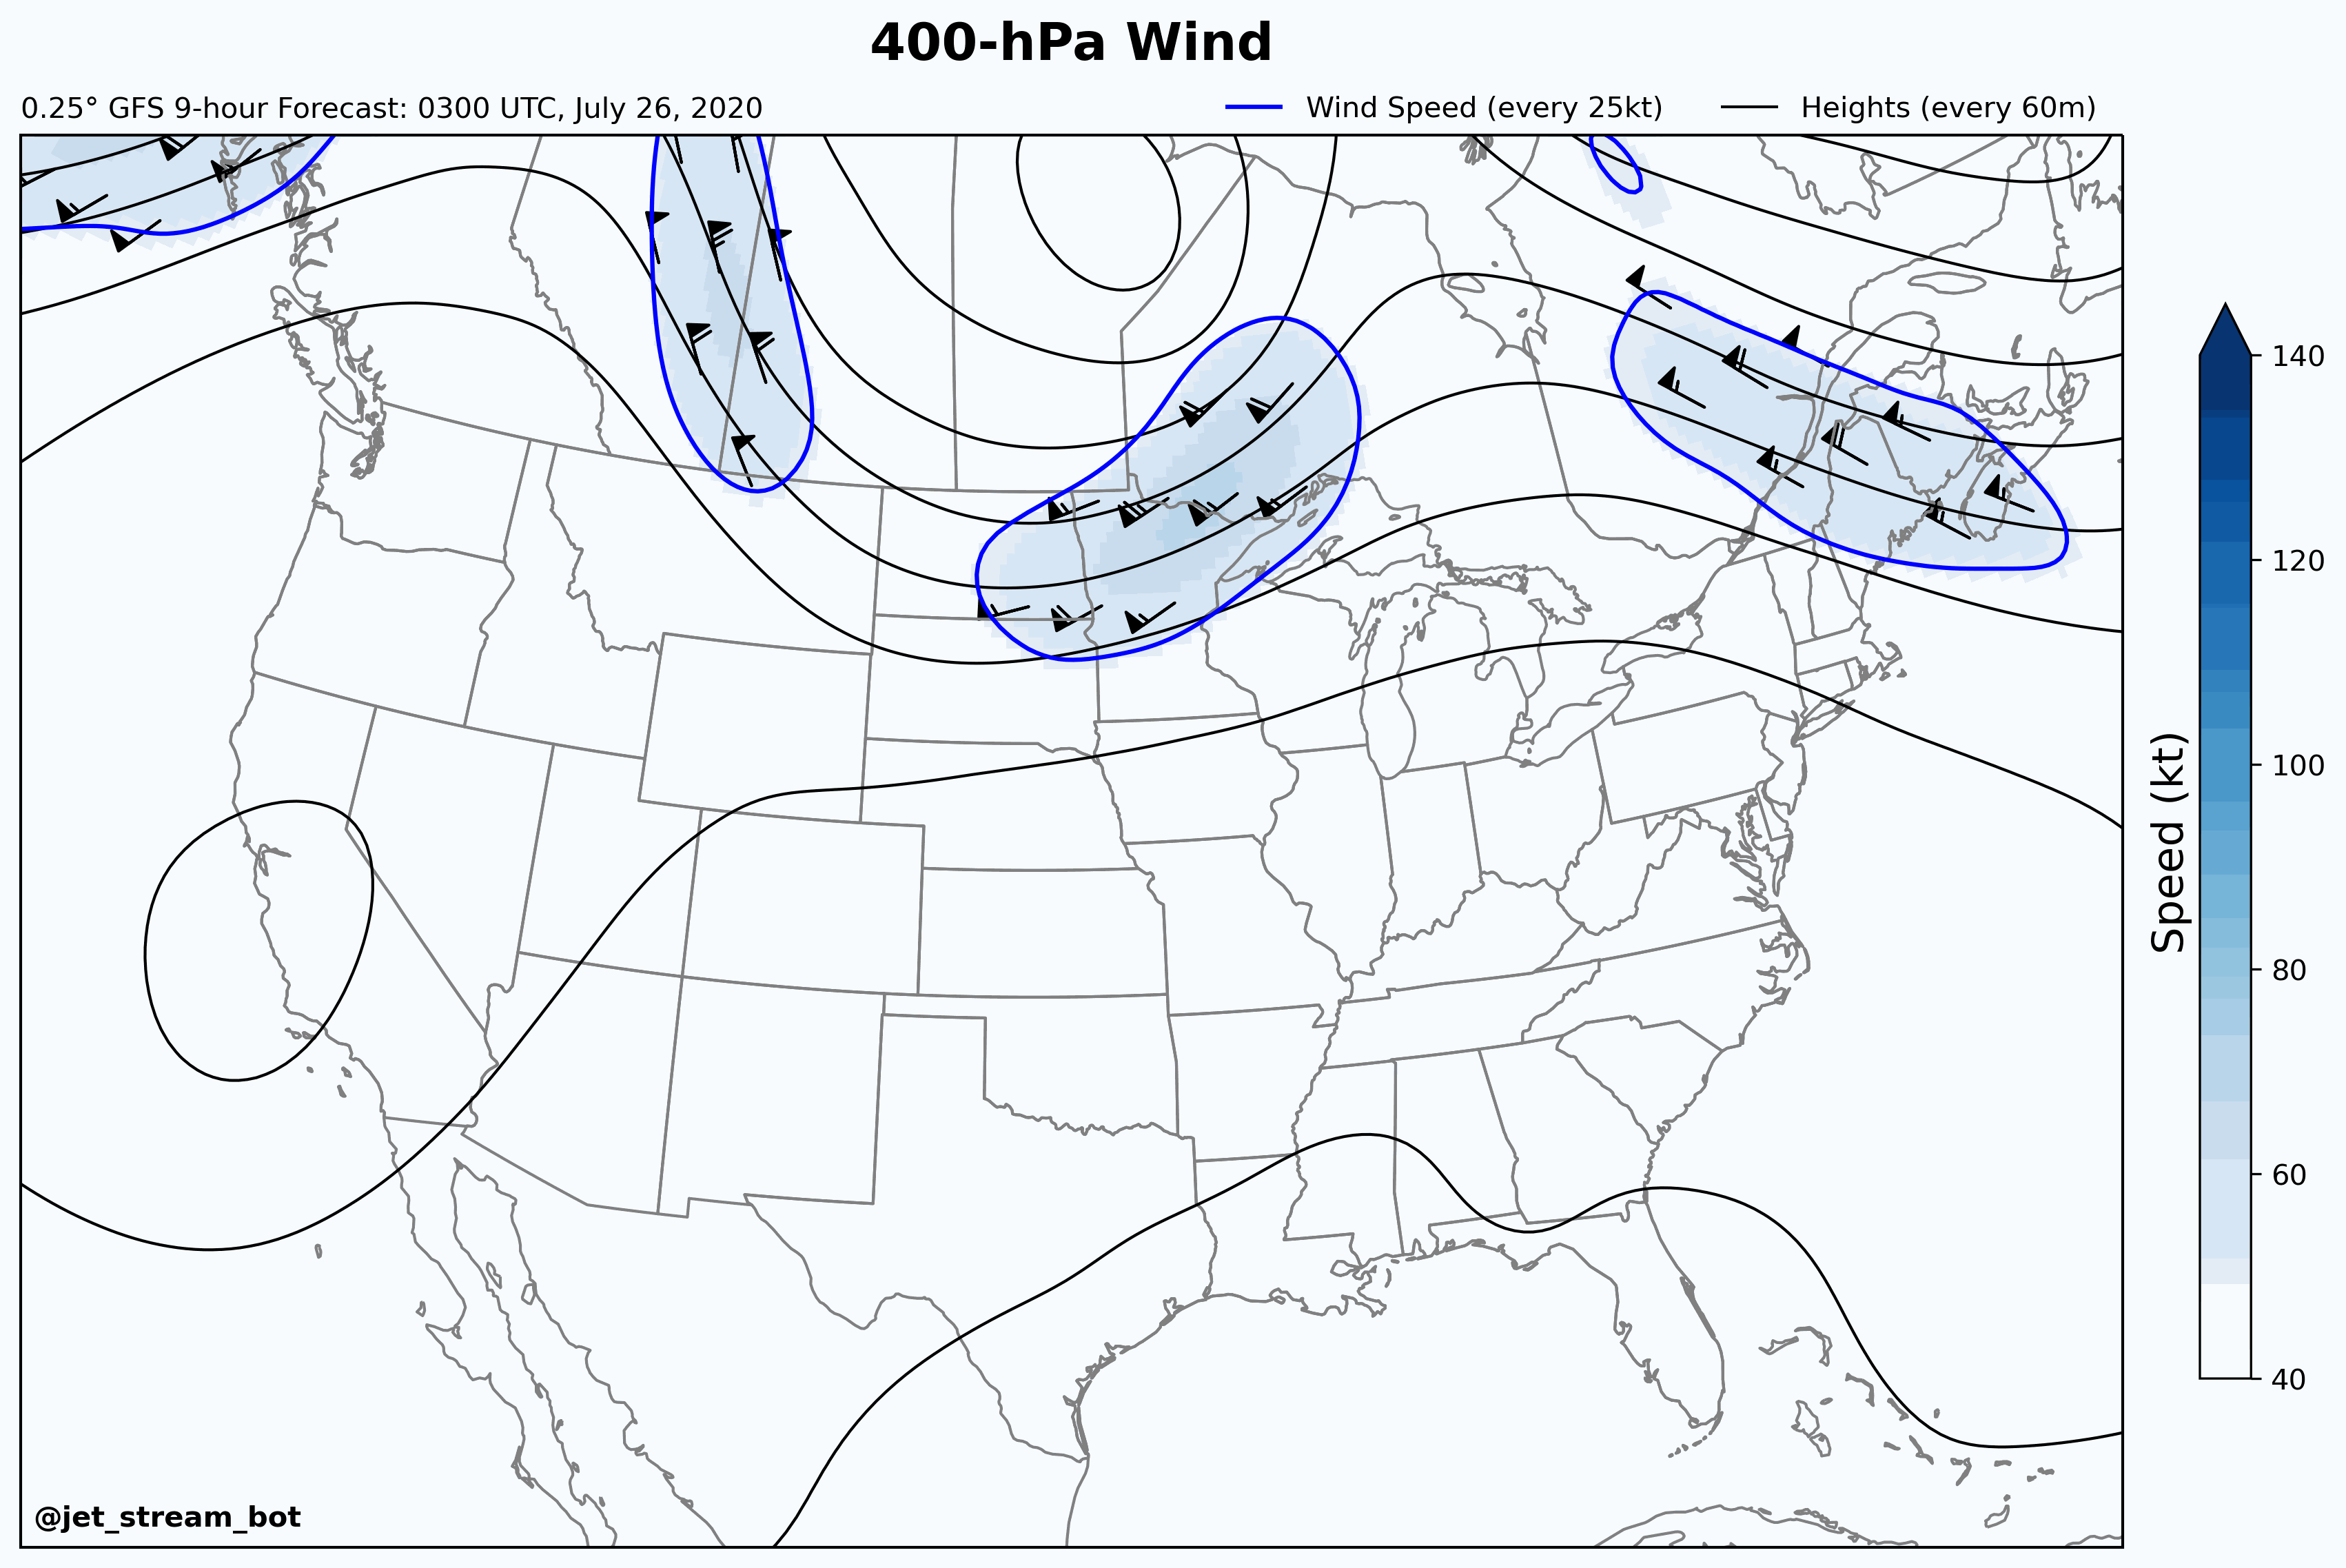 400-hPa Wind
0.25° GFS 9-hour Forecast: 0300 UTC, July 26, 2020
Wind Speed (every 25kt)
Heights (every 60m)
140
120
100
80
60
40
Speed (kt)
@jet_stream_bot